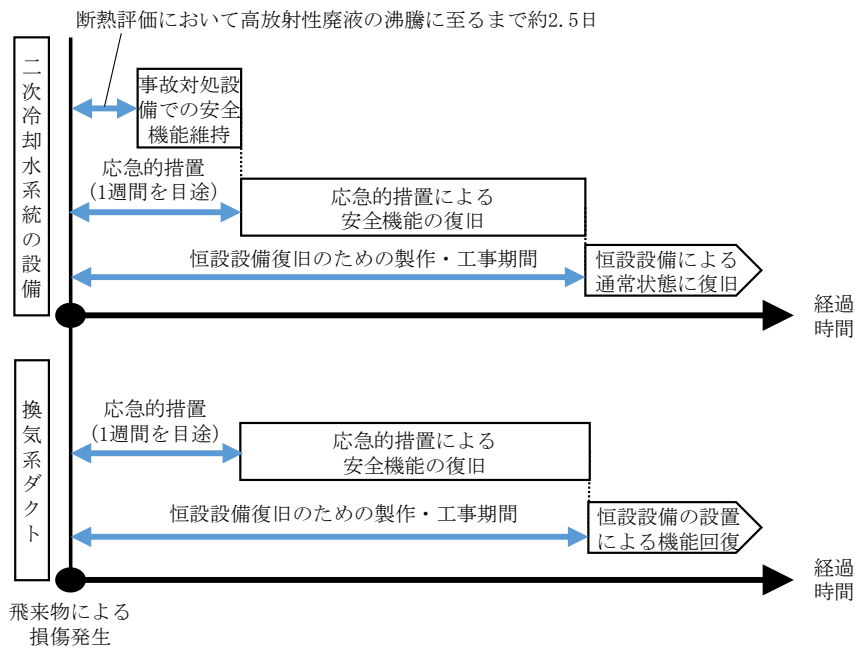 断熱評価において高放射性廃液の沸騰に至るまで約2.5日
二次冷却水系統の設備
事故対処設
備での安全
機能維持
応急的措置
(1週間を目途)
応急的措置による
安全機能の復旧
恒設設備復旧のための製作・工事期間
恒設設備による
通常状態に復旧
経過
時間
換気系ダクト
応急的措置
(1週間を目途)
応急的措置による
安全機能の復旧
恒設設備復旧のための製作・工事期間
恒設設備の設置
による機能回復
経過
時間
飛来物による
損傷発生